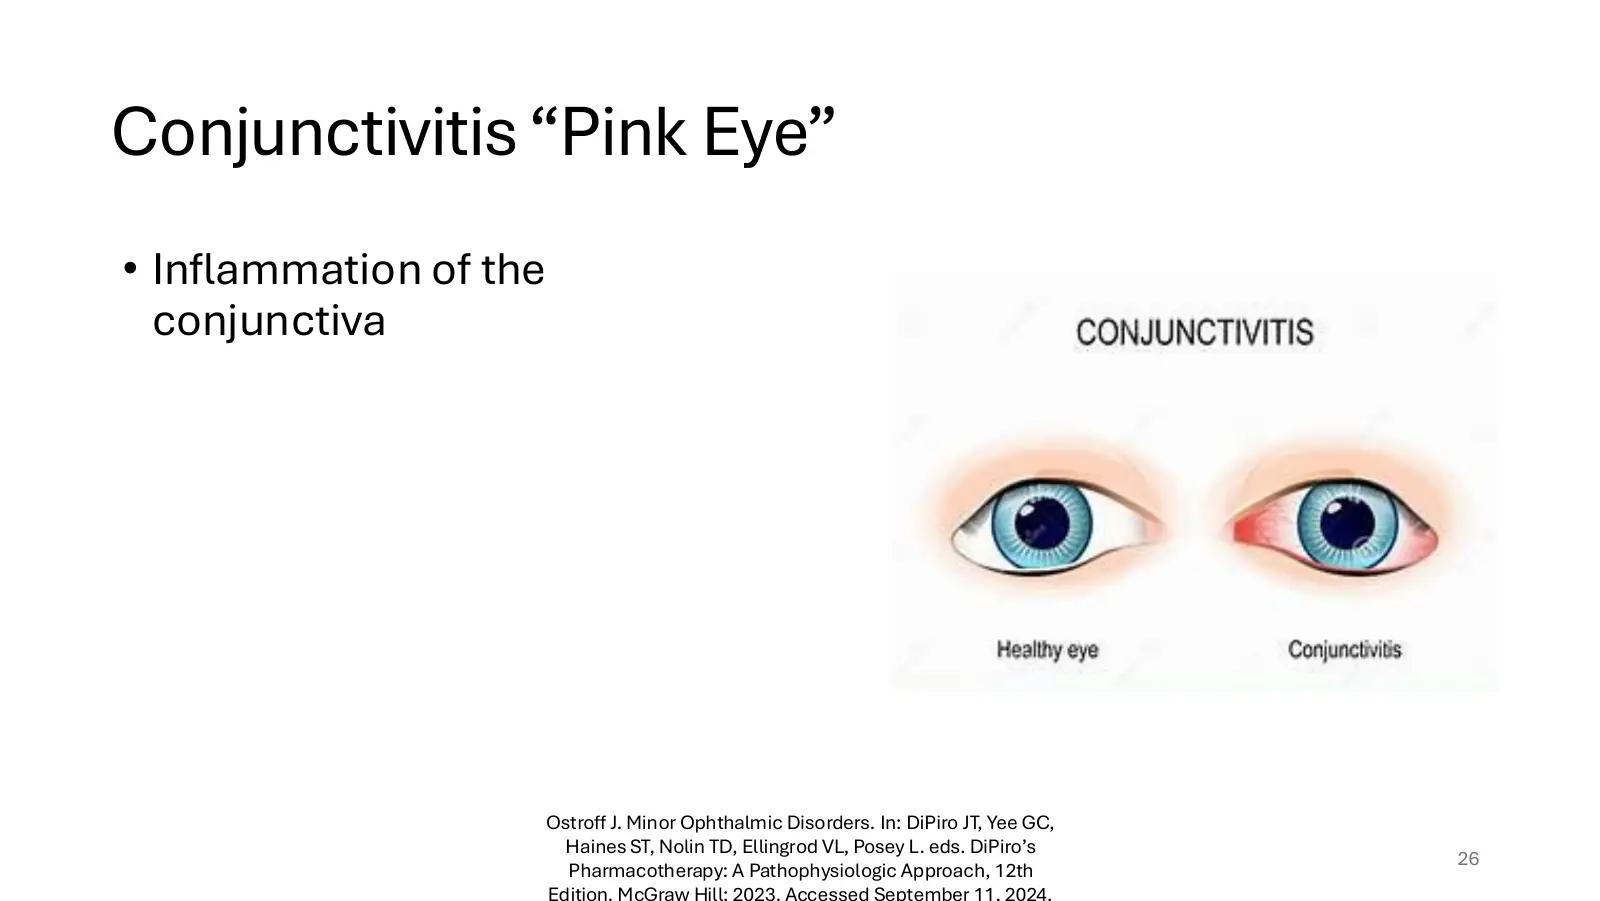 Conjunctivitis “Pink Eye”
• Inflammation of the
conjunctiva
CONJUNCTIVITIS
Healthy eye
Conjunctivitis
Ostroff J. Minor Ophthalmic Disorders. In: DiPiro JT, Yee GC,
Haines ST, Nolin TD, Ellingrod VL, Posey L. eds. DiPiro’s
Pharmacotherapy: A Pathophysiologic Approach, 12th
Edition. McGraw Hill; 2023. Accessed September 11, 2024.
26